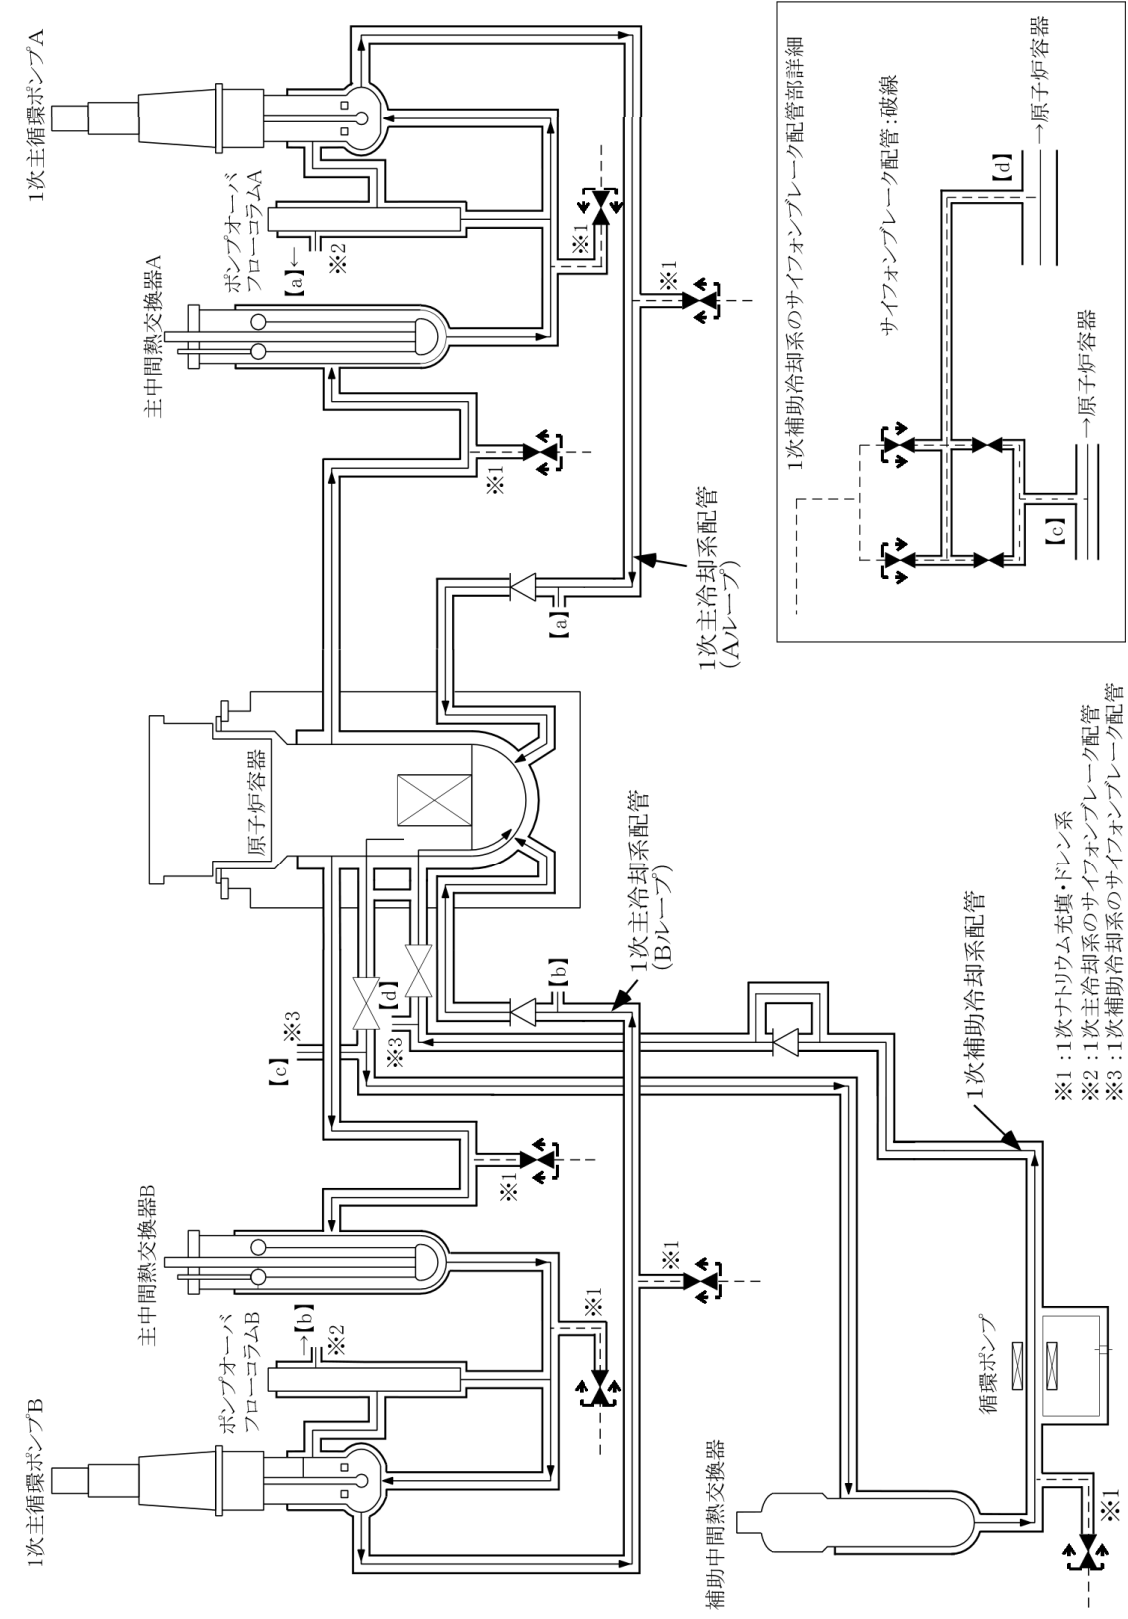 1次主循環ポンプA
ポンプオーバ
フローコラムA
【a】←
※2
主中間熱交換器A
※1
※1
※1
【a】
1次主冷却系配管
(Aループ)
原子炉容器
1次主冷却系配管
(Bループ)
【b】
【d】
※3
※3
【c】
※1
※1
※1
主中間熱交換器B
ポンプオーバ
フローコラムB
→【b】
※2
1次主循環ポンプB
補助中間熱交換器
循環ポンプ
※1
1次補助冷却系配管
※1:1次ナトリウム充填・ドレン系
※2:1次主冷却系のサイフォンブレーク配管
※3:1次補助冷却系のサイフォンブレーク配管
1次補助冷却系のサイフォンブレーク配管部詳細
サイフォンブレーク配管:破線
【d】
→原子炉容器
【c】
→原子炉容器